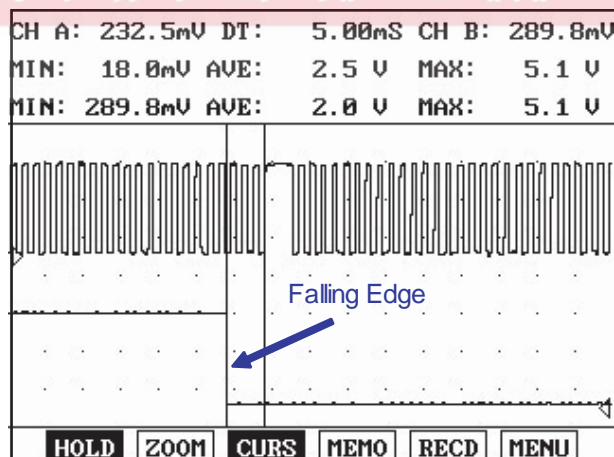 CH A: 232.5mV DT: 5.00mS CH B: 289.8mV
MIN: 18.0mV AVE: 2.5 V MAX: 5.1 V
MIN: 289.8mV AVE: 2.0 V MAX: 5.1 V
Falling Edge
HOLD ZOOM CURS MEMO RECD MENU